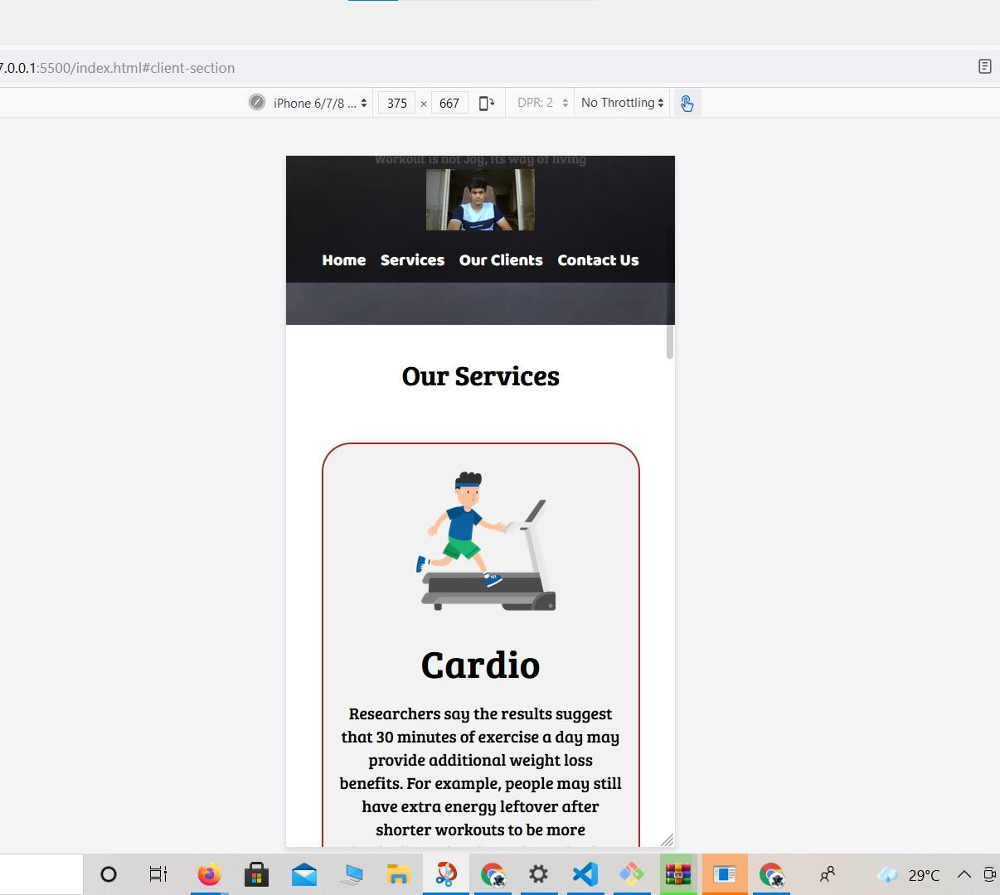 7.0.0.1:5500/index.html#client-section
iPhone 6/7/8 ... 375 × 667 DPR: 2 No Throttling
Workout is not Joy, its way of living
Home Services Our Clients Contact Us
Our Services
Cardio
Researchers say the results suggest
that 30 minutes of exercise a day may
provide additional weight loss
benefits. For example, people may still
have extra energy leftover after
shorter workouts to be more
29°C